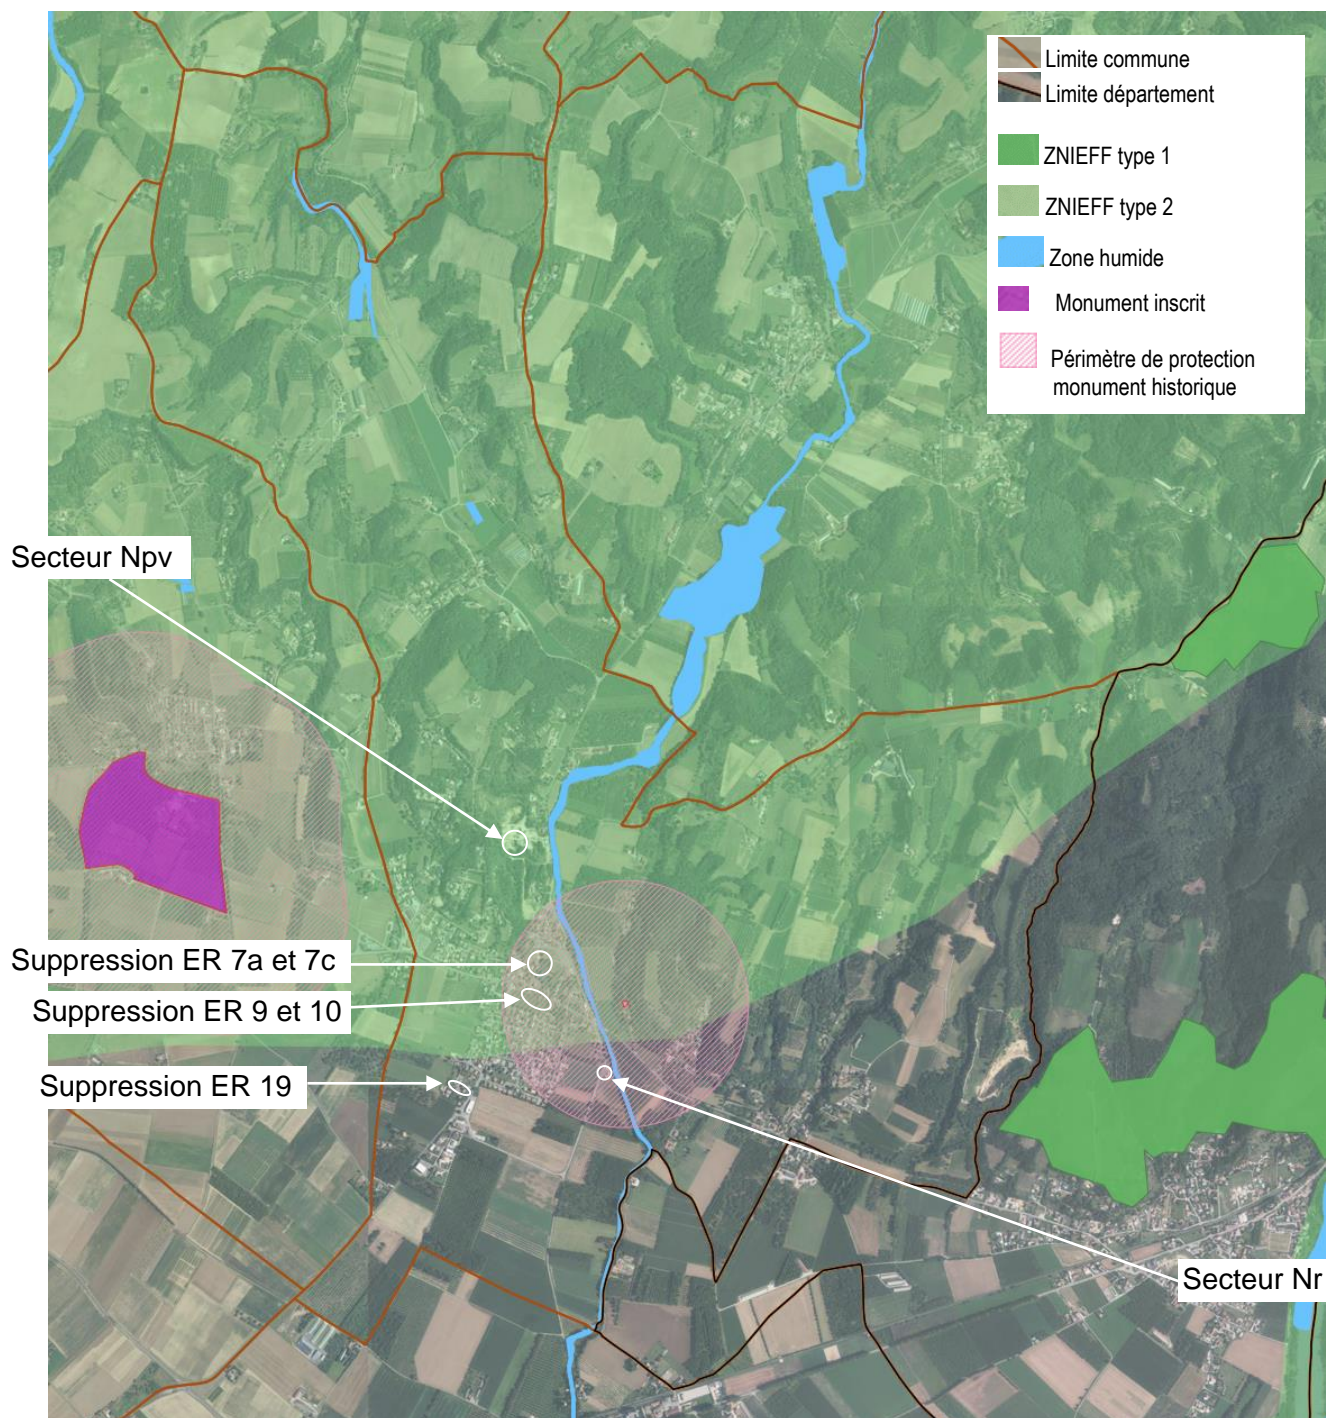 Limite commune
Limite département
ZNIEFF type 1
ZNIEFF type 2
Zone humide
Monument inscrit
Périmètre de protection
monument historique
Secteur Npv
Suppression ER 7a et 7c
Suppression ER 9 et 10
Suppression ER 19
Secteur Nr